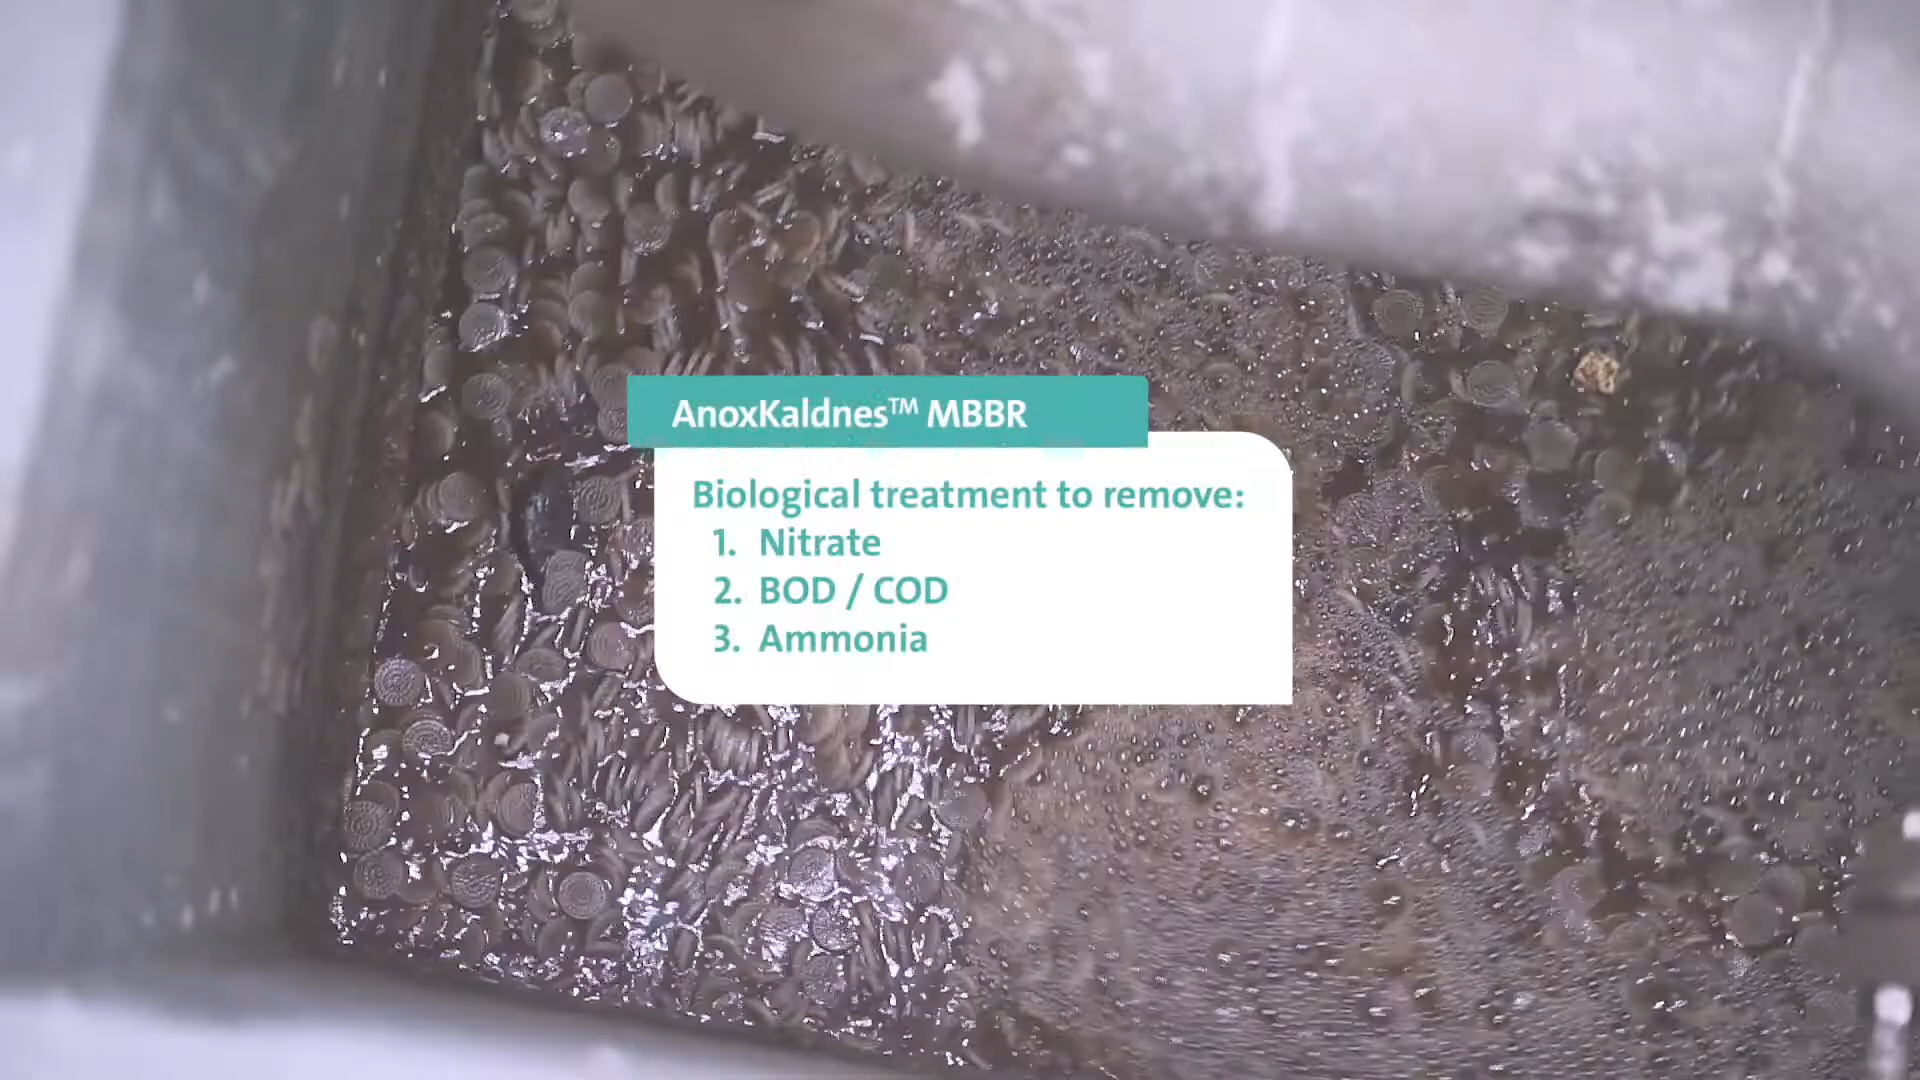 AnoxKaldnes™ MBBR
Biological treatment to remove:
1. Nitrate
2. BOD / COD
3. Ammonia